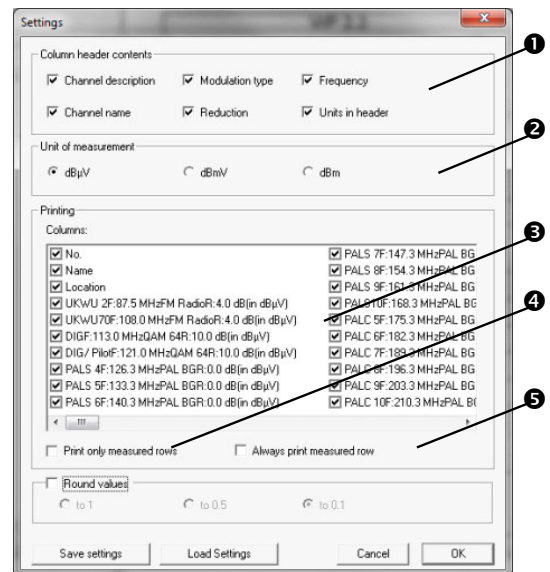 Settings
Column header contents
Channel description Modulation type Frequency
Channel name Reduction Units in header
Unit of measurement
dBµV dBmV dBm
Printing
Columns:
No.
Name
Location
UKWU 2F:87.5 MHzFM RadioR:4.0 dB(in dBµV)
UKWU70F:108.0 MHzFM RadioR:4.0 dB(in dBµV)
DIGF:113.0 MHzQAM 64R:10.0 dB(in dBµV)
DIG/ PilotF:121.0 MHzQAM 64R:10.0 dB(in dBµV)
PALS 4F:126.3 MHzPAL BGR:0.0 dB(in dBµV)
PALS 5F:133.3 MHzPAL BGR:0.0 dB(in dBµV)
PALS 6F:140.3 MHzPAL BGR:0.0 dB(in dBµV)
PALS 7F:147.3 MHzPAL BG
PALS 8F:154.3 MHzPAL BG
PALS 9F:161.3 MHzPAL BG
PALS10F:168.3 MHzPAL BG
PALC 5F:175.3 MHzPAL BG
PALC 6F:182.3 MHzPAL BG
PALC 7F:189.3 MHzPAL BG
PALC 8F:196.3 MHzPAL BG
PALC 9F:203.3 MHzPAL BG
PALC 10F:210.3 MHzPAL B
Print only measured rows Always print measured row
Round values
to 1 to 0.5 to 0.1
Save settings Load Settings Cancel OK
❶
❷
❸
❹
❺